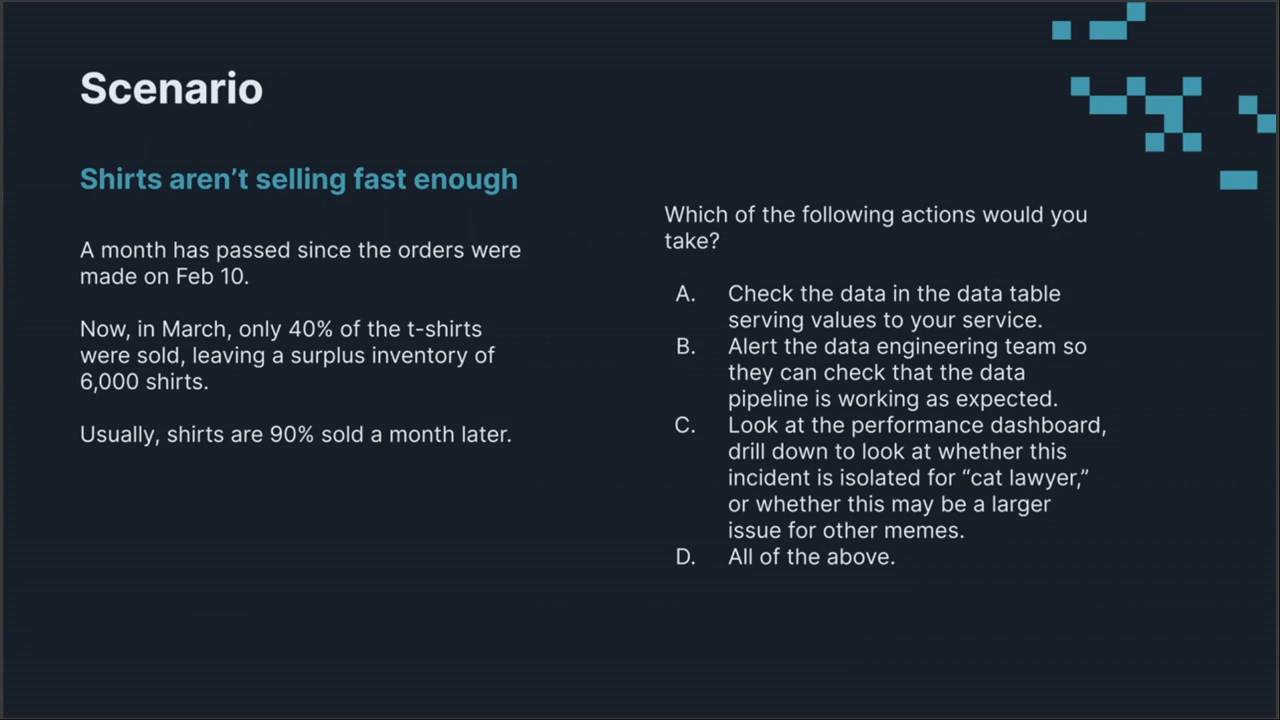 Scenario
Shirts aren’t selling fast enough
A month has passed since the orders were
made on Feb 10.
Now, in March, only 40% of the t-shirts
were sold, leaving a surplus inventory of
6,000 shirts.
Usually, shirts are 90% sold a month later.
Which of the following actions would you
take?
A. Check the data in the data table
serving values to your service.
B. Alert the data engineering team so
they can check that the data
pipeline is working as expected.
C. Look at the performance dashboard,
drill down to look at whether this
incident is isolated for “cat lawyer,”
or whether this may be a larger
issue for other memes.
D. All of the above.